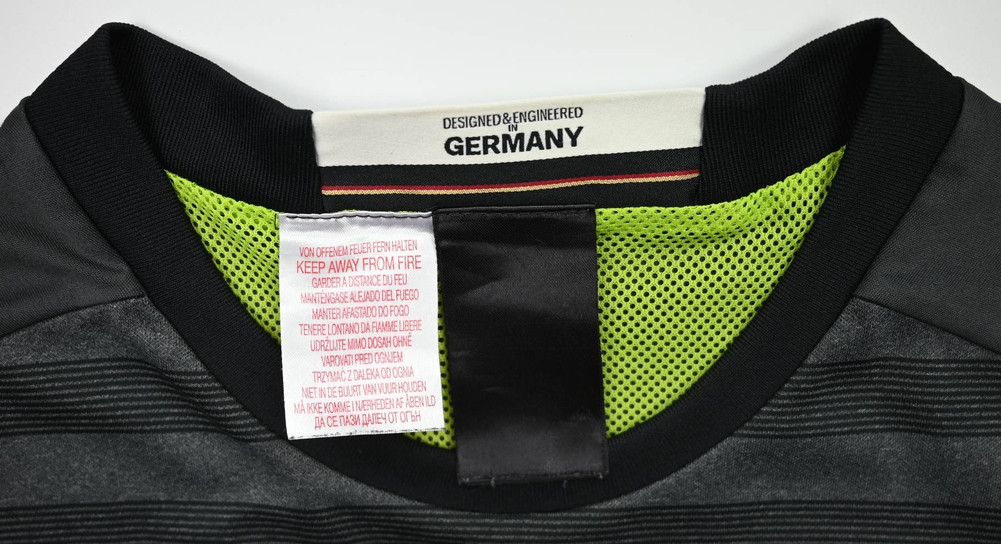 DESIGNED & ENGINEERED
IN
GERMANY
VON OFFENEM FEUER FERN HALTEN
KEEP AWAY FROM FIRE
GARDER A DISTANCE DU FEU
MANTÉNGASE ALEJADO DEL FUEGO
MANTER AFASTADO DO FOGO
TENERE LONTANO DA FIAMME LIBERE
UDRŽUJTE MIMO DOSAH OHNĚ
VAROVATI PRED OGNJEM
TRZYMAĆ Z DALEKA OD OGNIA
NIET IN DE BUURT VAN VUUR HOUDEN
MÅ IKKE KOMME I NÆRHEDEN AF ÅBEN ILD
ДА СЕ ПАЗИ ДАЛЕЧ ОТ ОГЪН